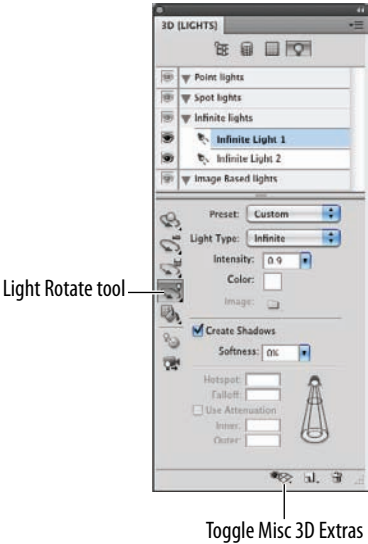 3D {LIGHTS}
Point lights
Spot lights
Infinite lights
Infinite Light 1
Infinite Light 2
Image Based lights
Preset: Custom
Light Type: Infinite
Intensity: 0.9
Color:
Image:
Light Rotate tool
Create Shadows
Softness: 0%
Hotspot:
Falloff:
Use Attenuation
Inner:
Outer:
Toggle Misc 3D Extras